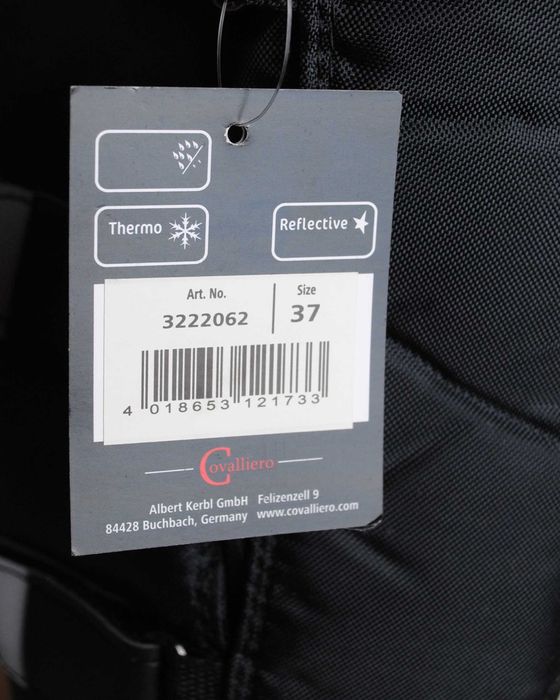 Thermo
Reflective
Art. No.
Size
3222062
37
4 018653 121733
Covalliero
Albert Kerbl GmbH Felizenzell 9
84428 Buchbach, Germany www.covalliero.com